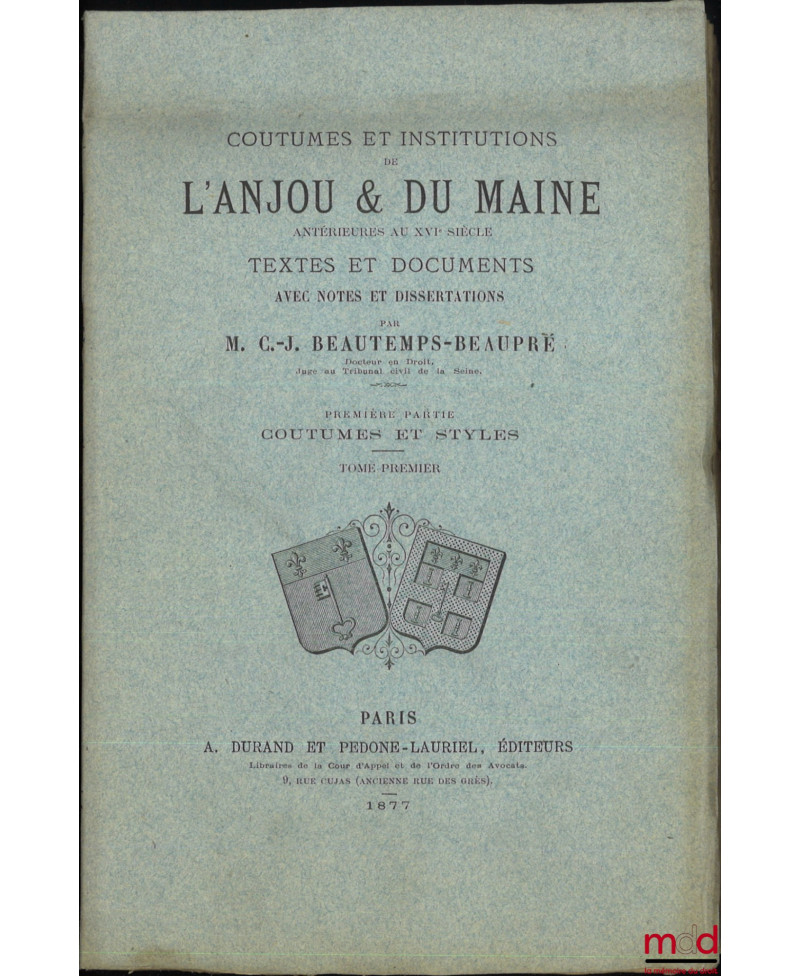 COUTUMES ET INSTITUTIONS
DE
L'ANJOU & DU MAINE
ANTÉRIEURES AU XVIe SIÈCLE
TEXTES ET DOCUMENTS
AVEC NOTES ET DISSERTATIONS
PAR
M. C.-J. BEAUTEMPS-BEAUPRÉ
Docteur en Droit,
Juge au Tribunal civil de la Seine.
PREMIÈRE PARTIE
COUTUMES ET STYLES
TOME PREMIER
PARIS
A. DURAND ET PEDONE-LAURIEL, ÉDITEURS
Libraires de la Cour d'Appel et de l'Ordre des Avocats.
9, RUE CUJAS (ANCIENNE RUE DES GRÈS).
1877
mdd